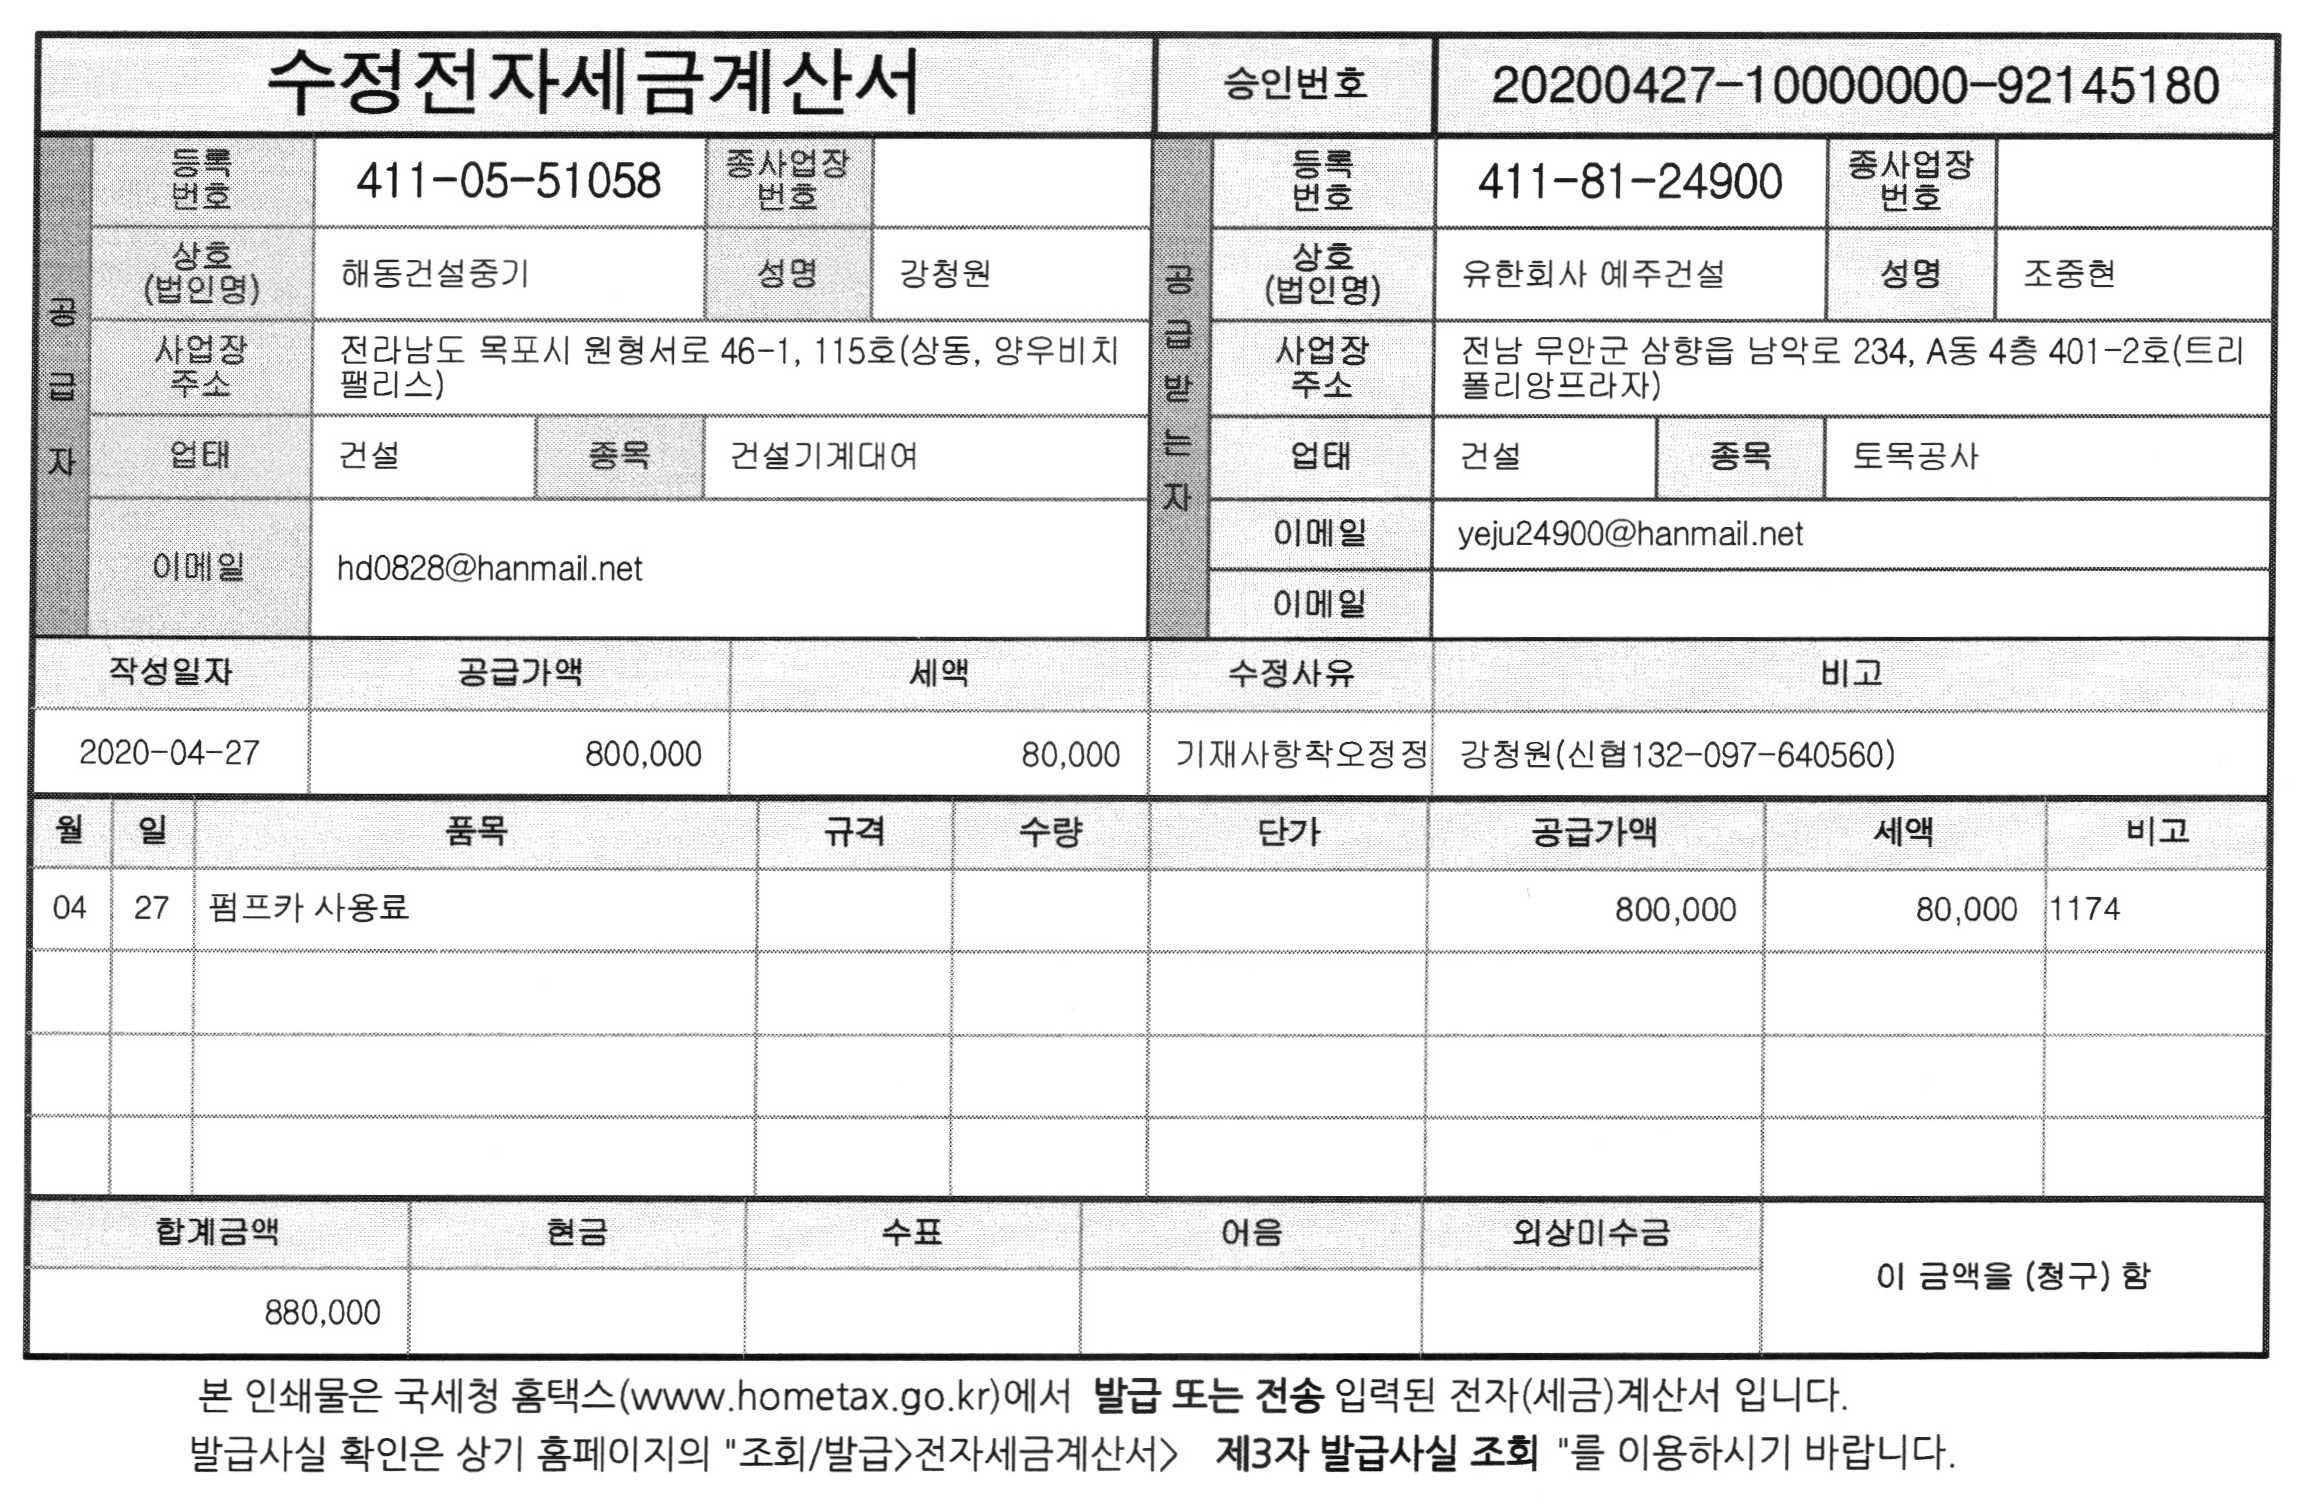 수정전자세금계산서 승인번호 20200427-10000000-92145180
공급자
등록번호 411-05-51058 종사업장번호
상호(법인명) 해동건설중기 성명 강청원
사업장주소 전라남도 목포시 원형서로 46-1, 115호(상동, 양우비치
팰리스)
업태 건설 종목 건설기계대여
이메일 hd0828@hanmail.net
공급받는자
등록번호 411-81-24900 종사업장번호
상호(법인명) 유한회사 예주건설 성명 조중현
사업장주소 전남 무안군 삼향읍 남악로 234, A동 4층 401-2호(트리
폴리앙프라자)
업태 건설 종목 토목공사
이메일 yeju24900@hanmail.net
이메일
작성일자 공급가액 세액 수정사유 비고
2020-04-27 800,000 80,000 기재사항착오정정 강청원(신협132-097-640560)
월 일 품목 규격 수량 단가 공급가액 세액 비고
04 27 펌프카 사용료 800,000 80,000 1174
합계금액 현금 수표 어음 외상미수금 이 금액을 (청구) 함
880,000
본 인쇄물은 국세청 홈택스(www.hometax.go.kr)에서 발급 또는 전송 입력된 전자(세금)계산서 입니다.
발급사실 확인은 상기 홈페이지의 "조회/발급>전자세금계산서> 제3자 발급사실 조회 "를 이용하시기 바랍니다.